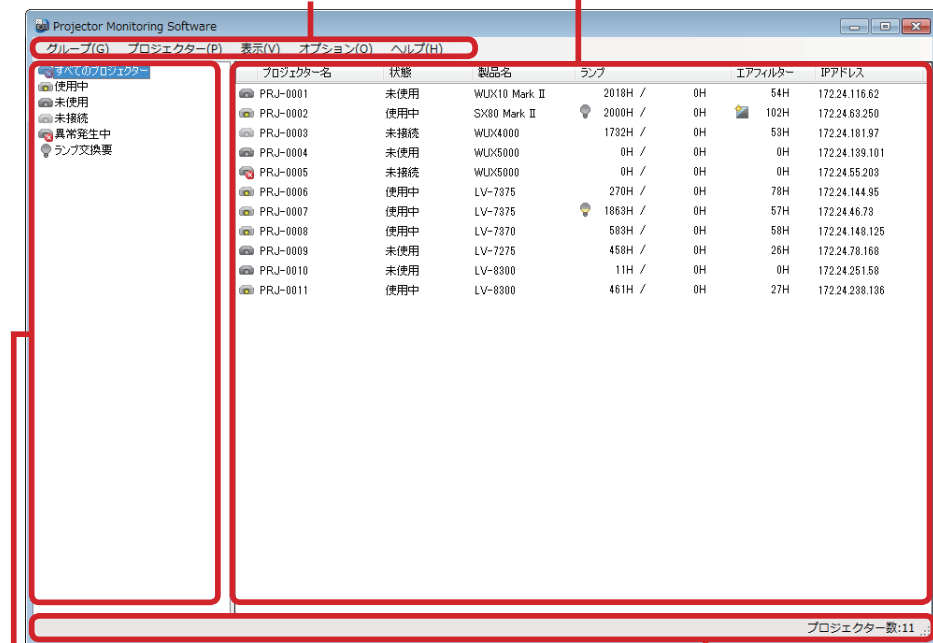 Projector Monitoring Software
グループ(G) プロジェクター(P) 表示(V) オプション(O) ヘルプ(H)
すべてのプロジェクター
使用中
未使用
未接続
異常発生中
ランプ交換要
プロジェクター名 状態 製品名 ランプ エアフィルター IPアドレス
PRJ-0001 未使用 WUX10 Mark II 2018H / 0H 54H 172.24.116.62
PRJ-0002 使用中 SX80 Mark II 2000H / 0H 102H 172.24.63.250
PRJ-0003 未接続 WUX4000 1732H / 0H 53H 172.24.181.97
PRJ-0004 未使用 WUX5000 0H / 0H 0H 172.24.139.101
PRJ-0005 未接続 WUX5000 0H / 0H 0H 172.24.55.203
PRJ-0006 使用中 LV-7375 270H / 0H 78H 172.24.144.95
PRJ-0007 使用中 LV-7375 1863H / 0H 57H 172.24.46.73
PRJ-0008 使用中 LV-7370 583H / 0H 58H 172.24.148.125
PRJ-0009 未使用 LV-7275 458H / 0H 26H 172.24.78.168
PRJ-0010 未使用 LV-8300 11H / 0H 0H 172.24.251.58
PRJ-0011 使用中 LV-8300 461H / 0H 27H 172.24.238.136
プロジェクター数:11